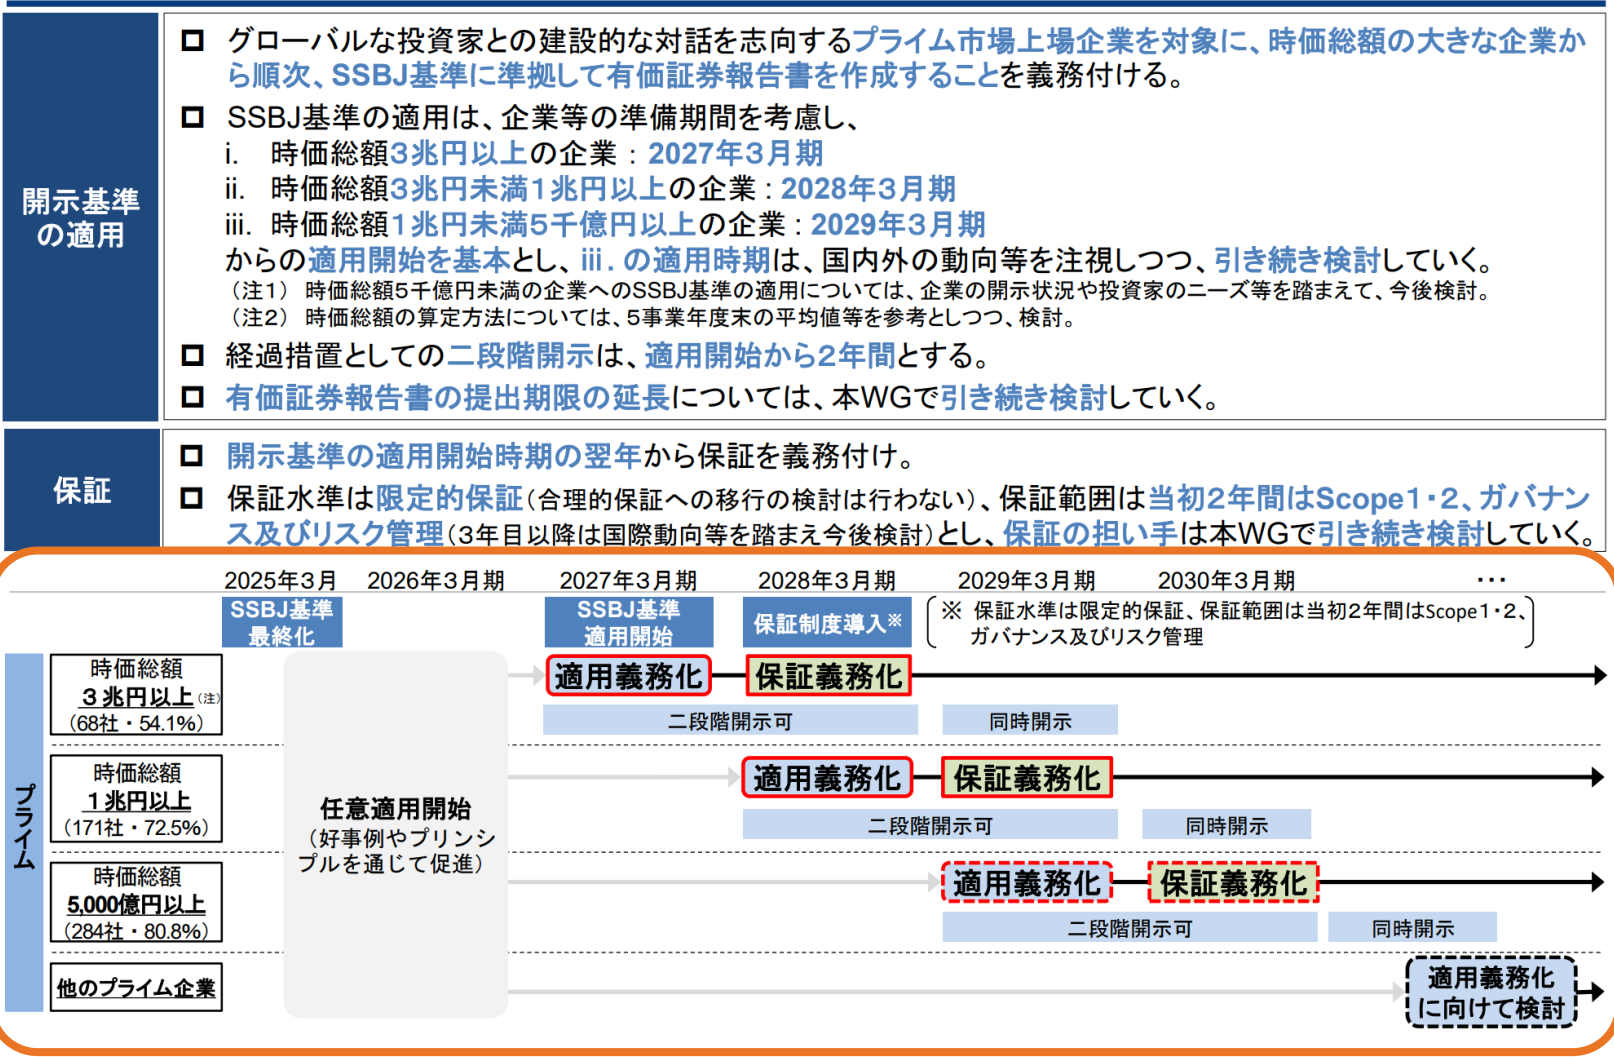 開示基準
の適用
□ グローバルな投資家との建設的な対話を志向するプライム市場上場企業を対象に、時価総額の大きな企業か
ら順次、SSBJ基準に準拠して有価証券報告書を作成することを義務付ける。
□ SSBJ基準の適用は、企業等の準備期間を考慮し、
i. 時価総額３兆円以上の企業：2027年３月期
ii. 時価総額３兆円未満１兆円以上の企業：2028年３月期
iii. 時価総額１兆円未満５千億円以上の企業：2029年３月期
からの適用開始を基本とし、iii．の適用時期は、国内外の動向等を注視しつつ、引き続き検討していく。
（注１） 時価総額５千億円未満の企業へのSSBJ基準の適用については、企業の開示状況や投資家のニーズ等を踏まえて、今後検討。
（注２） 時価総額の算定方法については、５事業年度末の平均値等を参考としつつ、検討。
□ 経過措置としての二段階開示は、適用開始から２年間とする。
□ 有価証券報告書の提出期限の延長については、本WGで引き続き検討していく。
保証
□ 開示基準の適用開始時期の翌年から保証を義務付け。
□ 保証水準は限定的保証（合理的保証への移行の検討は行わない）、保証範囲は当初２年間はScope１・２、ガバナン
ス及びリスク管理（３年目以降は国際動向等を踏まえ今後検討）とし、保証の担い手は本WGで引き続き検討していく。
2025年３月 2026年３月期 2027年３月期 2028年３月期 2029年３月期 2030年３月期 ･･･
SSBJ基準
最終化
SSBJ基準
適用開始
保証制度導入※
※ 保証水準は限定的保証、保証範囲は当初２年間はScope１・２、
ガバナンス及びリスク管理
プライム
時価総額
３兆円以上（注）
（68社・54.1%）
適用義務化 保証義務化
二段階開示可 同時開示
時価総額
１兆円以上
（171社・72.5%）
適用義務化 保証義務化
二段階開示可 同時開示
任意適用開始
（好事例やプリンシ
プルを通じて促進）
時価総額
5,000億円以上
（284社・80.8%）
適用義務化 保証義務化
二段階開示可 同時開示
他のプライム企業
適用義務化
に向けて検討